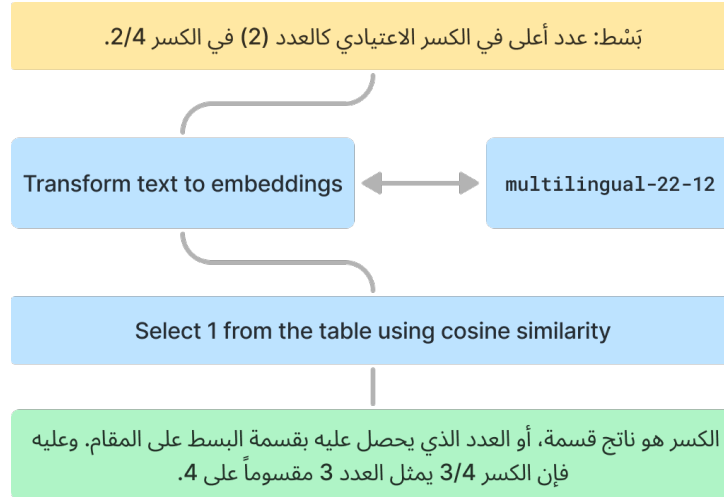 بَسْط: عدد أعلى في الكسر الاعتيادي كالعدد (2) في الكسر 2/4.
Transform text to embeddings
multilingual-22-12
Select 1 from the table using cosine similarity
الكسر هو ناتج قسمة، أو العدد الذي يحصل عليه بقسمة البسط على المقام. وعليه
فإن الكسر 3/4 يمثل العدد 3 مقسوماً على 4.